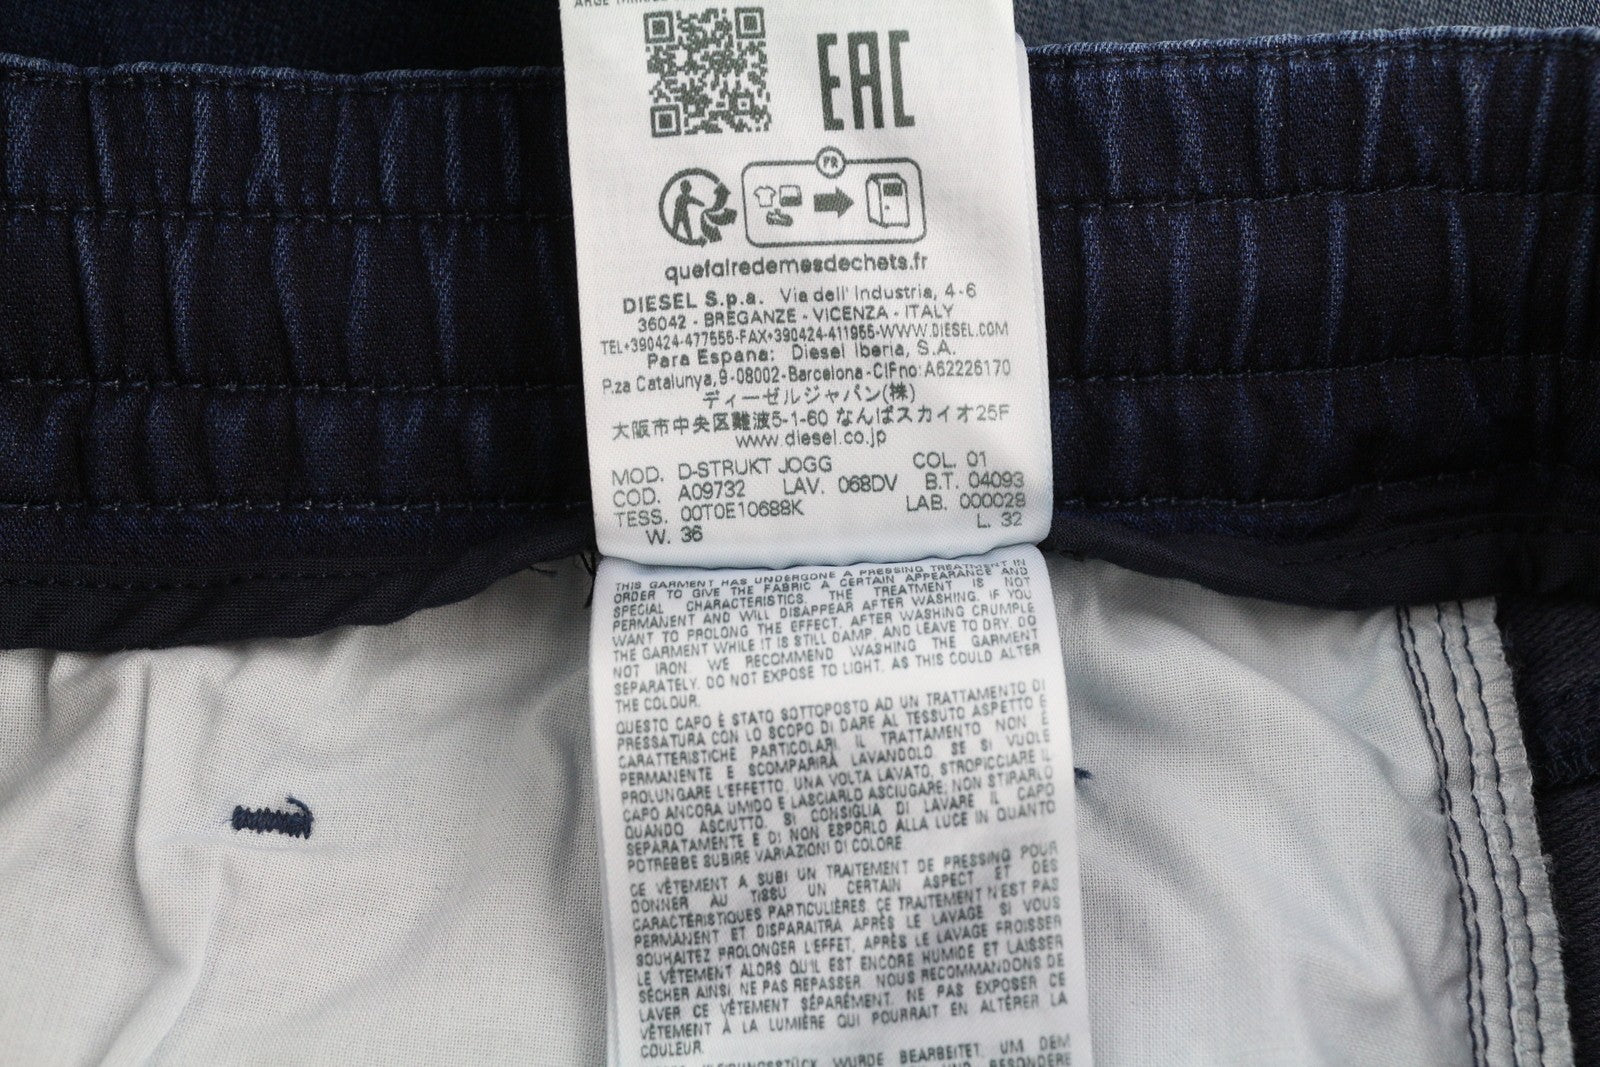 EAC
FR
quefairedemesdechets.fr
DIESEL S.p.a. Via dell' Industria, 4-6
36042 - BREGANZE - VICENZA - ITALY
TEL+390424-477555-FAX+390424-411955-WWW.DIESEL.COM
Para Espana: Diesel Iberia, S.A.
P.za Catalunya,9-08002-Barcelona-CIFno:A62226170
ディーゼルジャパン(株)
大阪市中央区難波5-1-60 なんばスカイオ25F
www.diesel.co.jp
MOD. D-STRUKT JOGG COL. 01
COD. A09732 LAV. 068DV B.T. 04093
TESS. 00T0E10688K LAB. 000028
W. 36 L. 32
THIS GARMENT HAS UNDERGONE A PRESSING TREATMENT IN
ORDER TO GIVE THE FABRIC A CERTAIN APPEARANCE AND
SPECIAL CHARACTERISTICS. THE TREATMENT IS NOT
PERMANENT AND WILL DISAPPEAR AFTER WASHING. IF YOU
WANT TO PROLONG THE EFFECT, AFTER WASHING CRUMPLE
THE GARMENT WHILE IT IS STILL DAMP, AND LEAVE TO DRY. DO
NOT IRON. WE RECOMMEND WASHING THE GARMENT
SEPARATELY. DO NOT EXPOSE TO LIGHT, AS THIS COULD ALTER
THE COLOUR.
QUESTO CAPO È STATO SOTTOPOSTO AD UN TRATTAMENTO DI
PRESSATURA CON LO SCOPO DI DARE AL TESSUTO ASPETTO E
CARATTERISTICHE PARTICOLARI. IL TRATTAMENTO NON È
PERMANENTE E SCOMPARIRÀ LAVANDOLO. SE SI VUOLE
PROLUNGARE L'EFFETTO, UNA VOLTA LAVATO, STROPICCIARE IL
CAPO ANCORA UMIDO E LASCIARLO ASCIUGARE; NON STIRARLO
QUANDO ASCIUTTO. SI CONSIGLIA DI LAVARE IL CAPO
SEPARATAMENTE E DI NON ESPORLO ALLA LUCE IN QUANTO
POTREBBE SUBIRE VARIAZIONI DI COLORE.
CE VÊTEMENT A SUBI UN TRAITEMENT DE PRESSING POUR
DONNER AU TISSU UN CERTAIN ASPECT ET DES
CARACTÉRISTIQUES PARTICULIÈRES. CE TRAITEMENT N'EST PAS
PERMANENT ET DISPARAITRA APRÈS LE LAVAGE. SI VOUS
SOUHAITEZ PROLONGER L'EFFET, APRÈS LE LAVAGE FROISSER
LE VÊTEMENT ALORS QU'IL EST ENCORE HUMIDE ET LAISSER
SÉCHER AINSI, NE PAS REPASSER. NOUS RECOMMANDONS DE
LAVER CE VÊTEMENT SÉPARÉMENT. NE PAS EXPOSER CE
VÊTEMENT À LA LUMIÈRE QUI POURRAIT EN ALTÉRER LA
COULEUR.
KLEIDUNGSSTÜCK WURDE BEARBEITET, UM DEM
UND BESONDERE